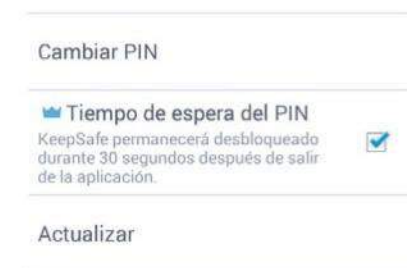 Cambiar PIN
Tiempo de espera del PIN
KeepSafe permanecerá desbloqueado
durante 30 segundos después de salir
de la aplicación.
Actualizar